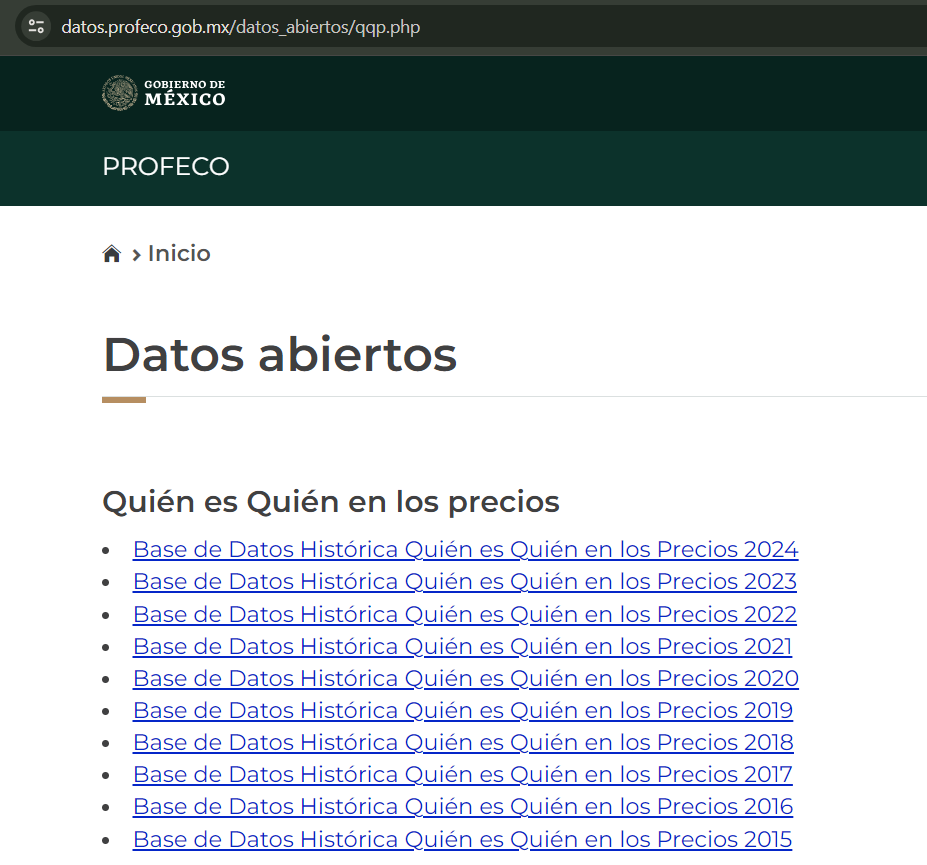 datos.profeco.gob.mx/datos_abiertos/qqp.php
GOBIERNO DE
MÉXICO
PROFECO
Inicio
Datos abiertos
Quién es Quién en los precios
Base de Datos Histórica Quién es Quién en los Precios 2024
Base de Datos Histórica Quién es Quién en los Precios 2023
Base de Datos Histórica Quién es Quién en los Precios 2022
Base de Datos Histórica Quién es Quién en los Precios 2021
Base de Datos Histórica Quién es Quién en los Precios 2020
Base de Datos Histórica Quién es Quién en los Precios 2019
Base de Datos Histórica Quién es Quién en los Precios 2018
Base de Datos Histórica Quién es Quién en los Precios 2017
Base de Datos Histórica Quién es Quién en los Precios 2016
Base de Datos Histórica Quién es Quién en los Precios 2015